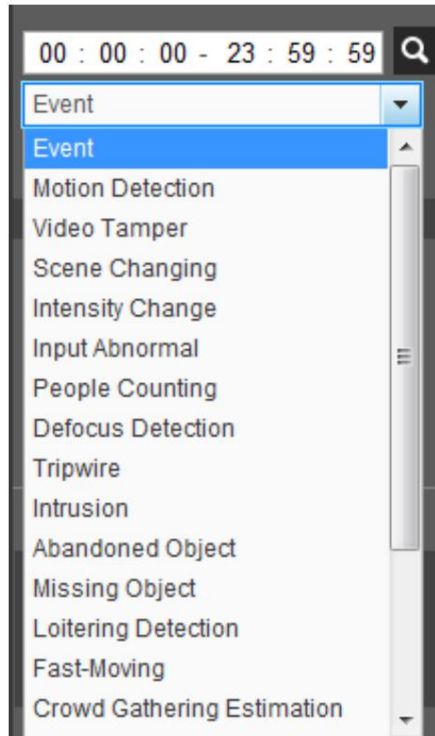 00 : 00 : 00 - 23 : 59 : 59
Event
Event
Motion Detection
Video Tamper
Scene Changing
Intensity Change
Input Abnormal
People Counting
Defocus Detection
Tripwire
Intrusion
Abandoned Object
Missing Object
Loitering Detection
Fast-Moving
Crowd Gathering Estimation